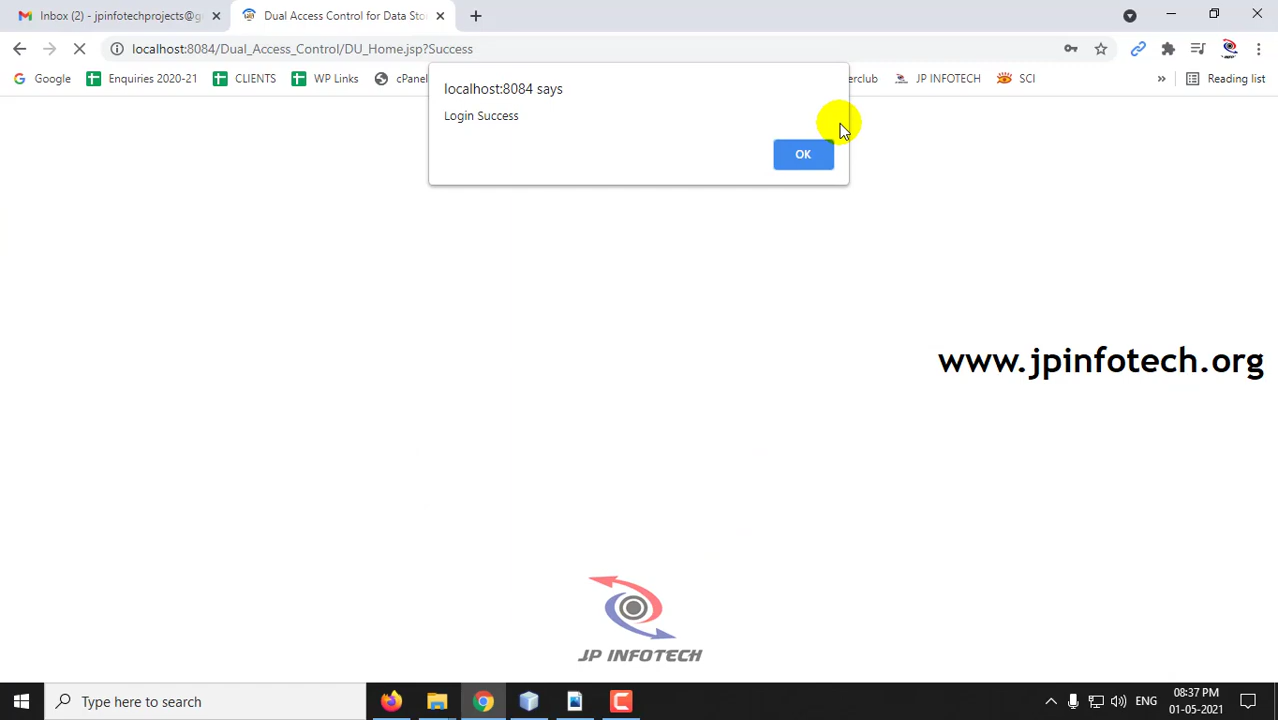 Inbox (2) - jpinfotechprojects@g
Dual Access Control for Data Sto
localhost:8084/Dual_Access_Control/DU_Home.jsp?Success
Google
Enquiries 2020-21
CLIENTS
WP Links
cPanel
erclub
JP INFOTECH
SCI
»
Reading list
localhost:8084 says
Login Success
OK
www.jpinfotech.org
JP INFOTECH
Type here to search
ENG
08:37 PM
01-05-2021